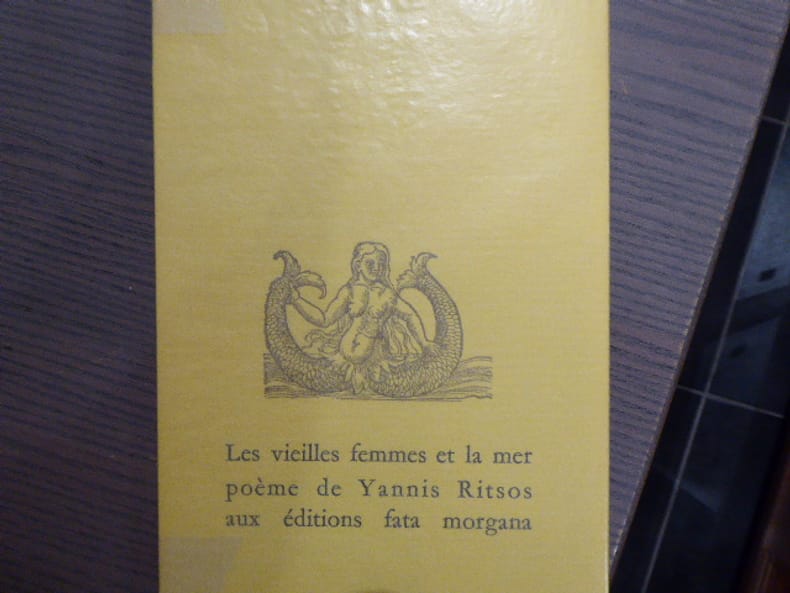 Les vieilles femmes et la mer
poème de Yannis Ritsos
aux éditions fata morgana